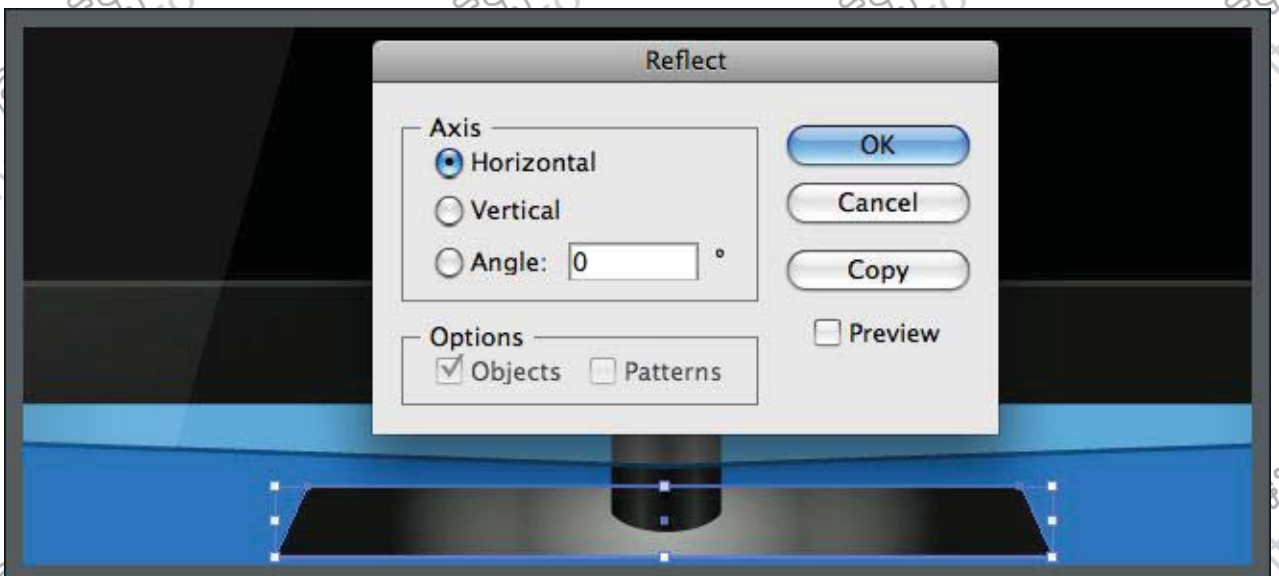 Reflect
Axis
Horizontal
Vertical
Angle: 0 °
OK
Cancel
Copy
Preview
Options
Objects Patterns